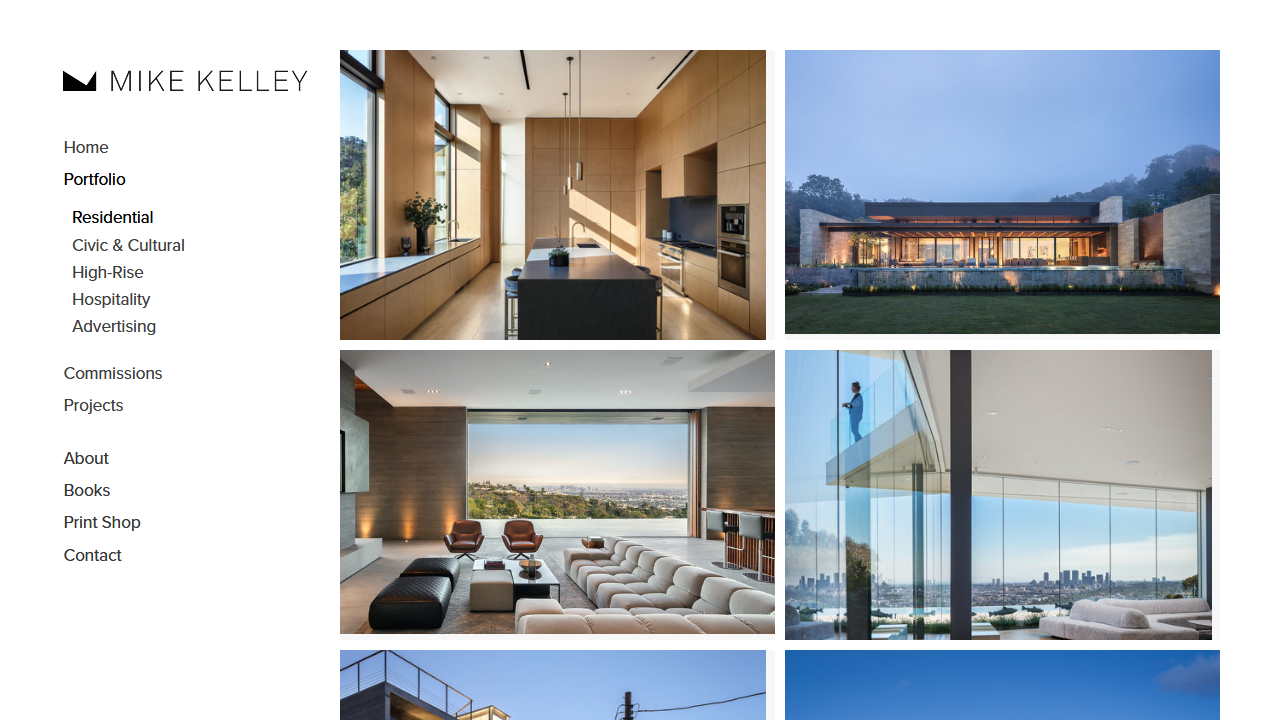 MIKE KELLEY
Home
Portfolio
Residential
Civic & Cultural
High-Rise
Hospitality
Advertising
Commissions
Projects
About
Books
Print Shop
Contact